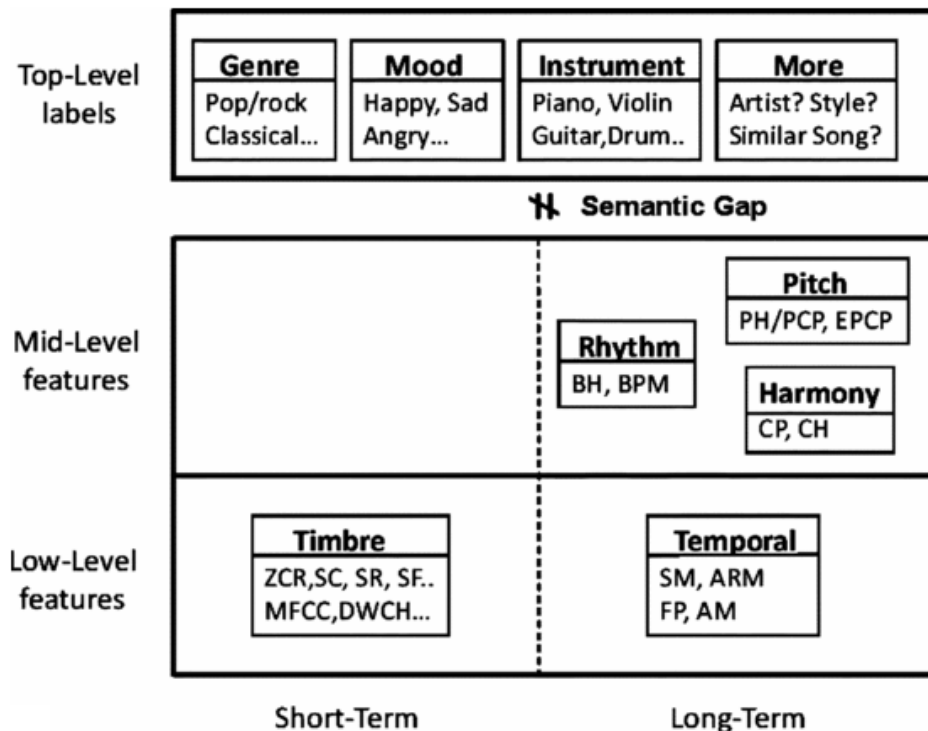 Top-Level
labels
Genre
Pop/rock
Classical...
Mood
Happy, Sad
Angry...
Instrument
Piano, Violin
Guitar,Drum..
More
Artist? Style?
Similar Song?
Semantic Gap
Mid-Level
features
Pitch
PH/PCP, EPCP
Rhythm
BH, BPM
Harmony
CP, CH
Low-Level
features
Timbre
ZCR,SC, SR, SF..
MFCC,DWCH...
Temporal
SM, ARM
FP, AM
Short-Term
Long-Term